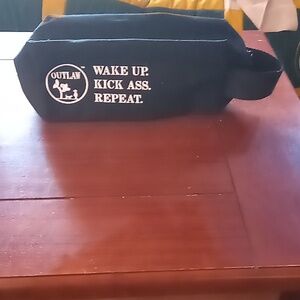 OUTLAW
WAKE UP.
KICK ASS.
REPEAT.